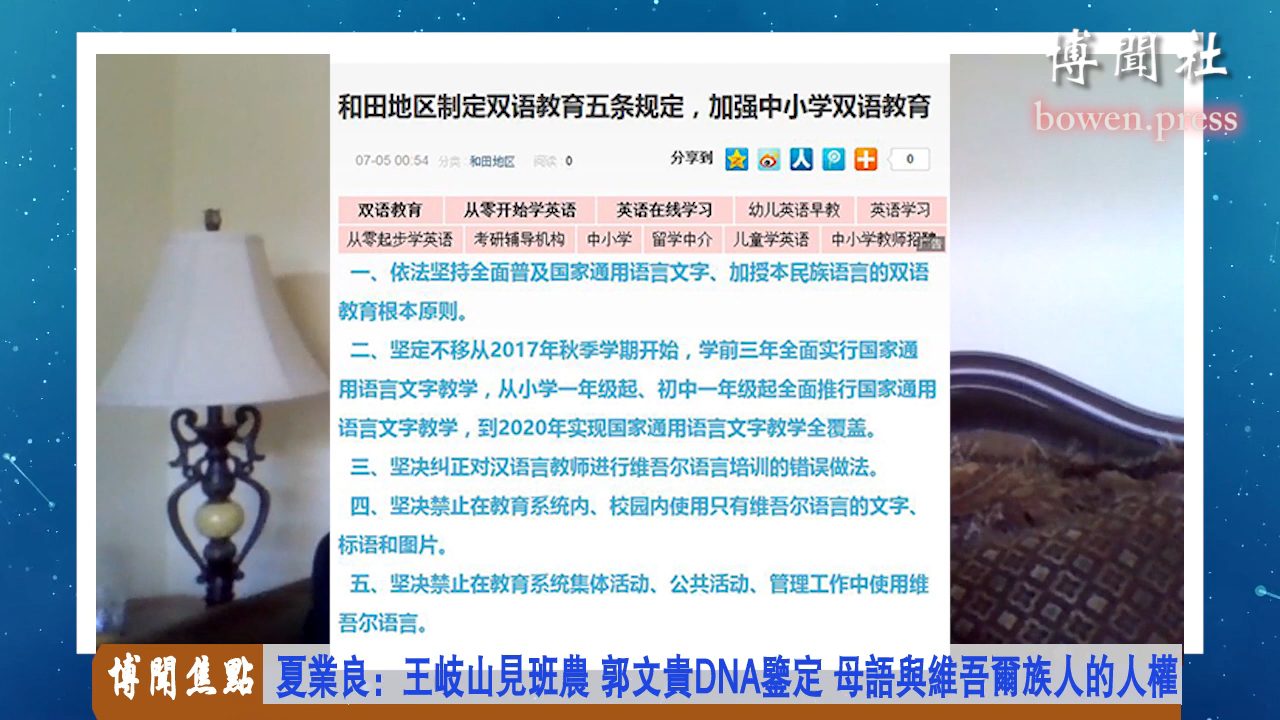 博聞社
bowen.press
和田地区制定双语教育五条规定，加强中小学双语教育
07-05 00:54 分类：和田地区 阅读：0 分享到 0
双语教育 从零开始学英语 英语在线学习 幼儿英语早教 英语学习
从零起步学英语 考研辅导机构 中小学 留学中介 儿童学英语 中小学教师招聘
一、依法坚持全面普及国家通用语言文字、加授本民族语言的双语
教育根本原则。
二、坚定不移从2017年秋季学期开始，学前三年全面实行国家通
用语言文字教学，从小学一年级起、初中一年级起全面推行国家通用
语言文字教学，到2020年实现国家通用语言文字教学全覆盖。
三、坚决纠正对汉语言教师进行维吾尔语言培训的错误做法。
四、坚决禁止在教育系统内、校园内使用只有维吾尔语言的文字、
标语和图片。
五、坚决禁止在教育系统集体活动、公共活动、管理工作中使用维
吾尔语言。
博聞焦點 夏業良：王岐山見班農 郭文貴DNA鑒定 母語與維吾爾族人的人權